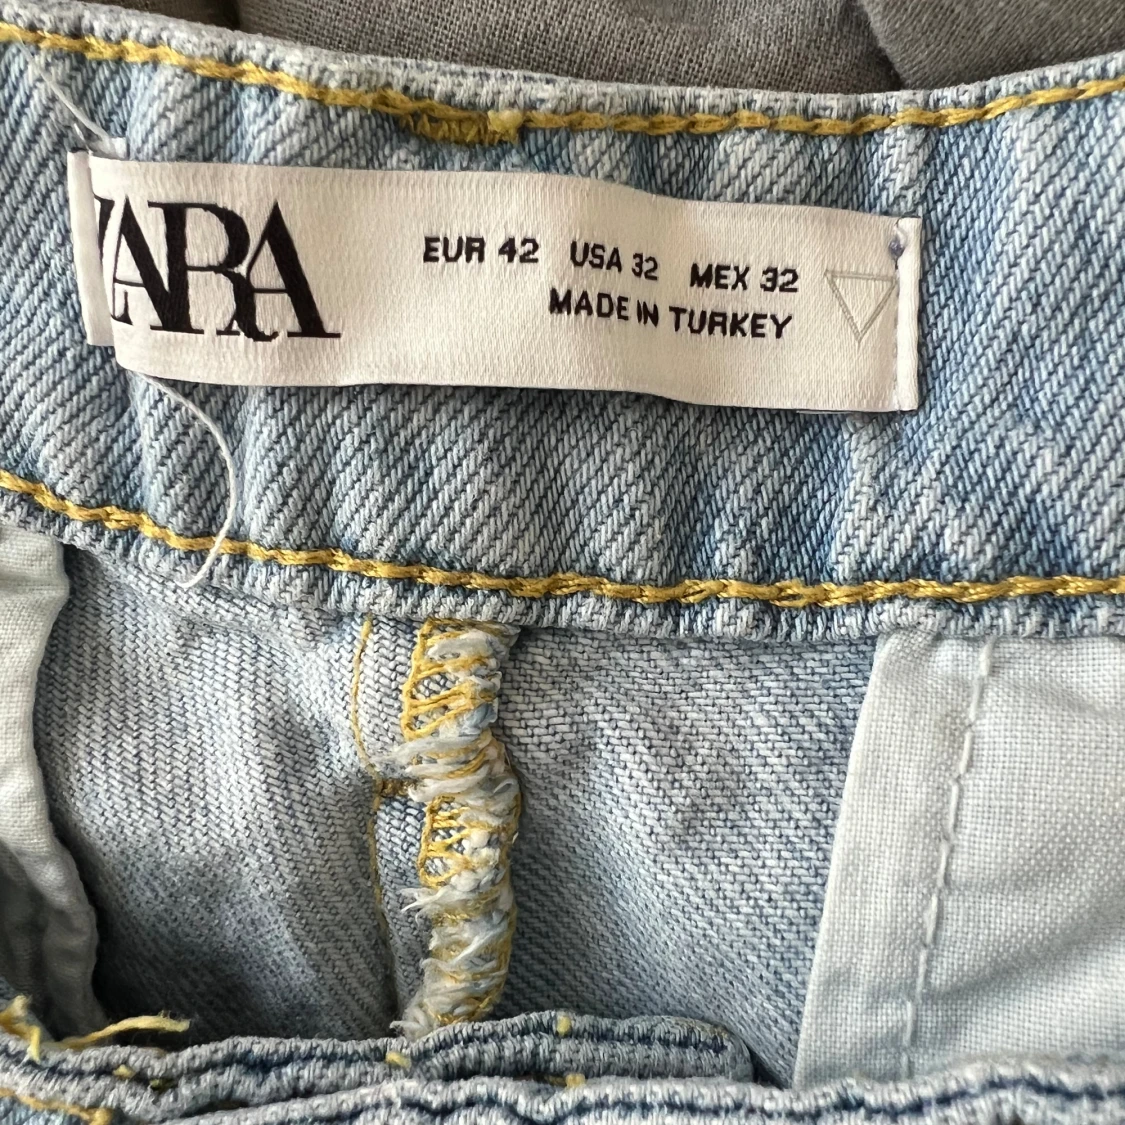 ZARA
EUR 42 USA 32 MEX 32
MADE IN TURKEY